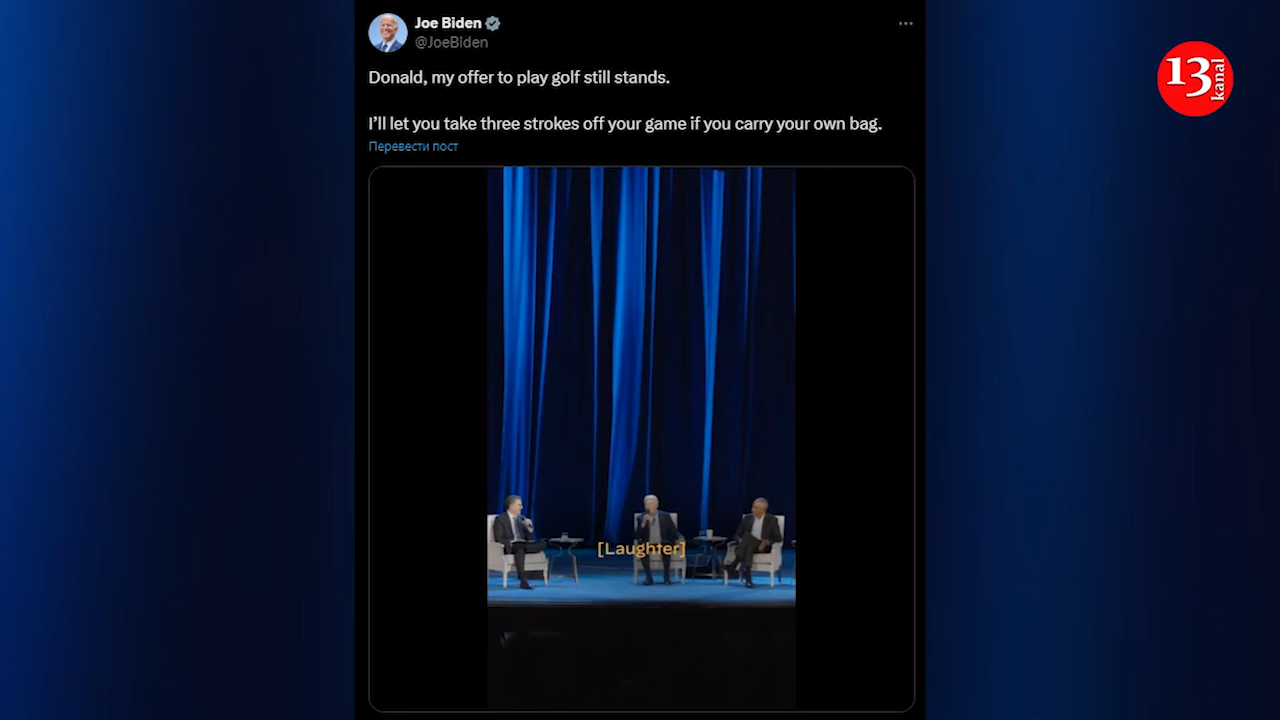 Joe Biden
@JoeBiden
Donald, my offer to play golf still stands.
I’ll let you take three strokes off your game if you carry your own bag.
Перевести пост
[Laughter]
13 kanal